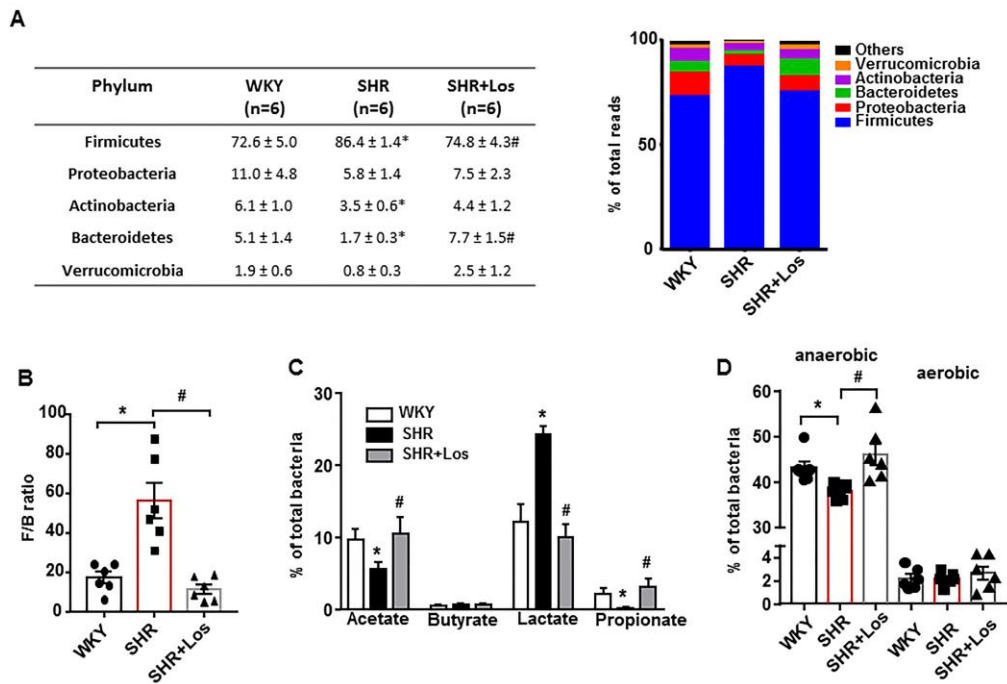 A
Phylum WKY SHR SHR+Los
(n=6) (n=6) (n=6)
Firmicutes 72.6 ± 5.0 86.4 ± 1.4* 74.8 ± 4.3#
Proteobacteria 11.0 ± 4.8 5.8 ± 1.4 7.5 ± 2.3
Actinobacteria 6.1 ± 1.0 3.5 ± 0.6* 4.4 ± 1.2
Bacteroidetes 5.1 ± 1.4 1.7 ± 0.3* 7.7 ± 1.5#
Verrucomicrobia 1.9 ± 0.6 0.8 ± 0.3 2.5 ± 1.2
% of total reads
100
50
0
WKY SHR SHR+Los
Others
Verrucomicrobia
Actinobacteria
Bacteroidetes
Proteobacteria
Firmicutes
B
F/B ratio
100
80
60
40
20
0
* #
WKY SHR SHR+Los
C
% of total bacteria
30
20
10
0
WKY
SHR
SHR+Los
* # * # * #
Acetate Butyrate Lactate Propionate
D
anaerobic
aerobic
% of total bacteria
60
50
40
30
4
2
0
* #
WKY SHR SHR+Los WKY SHR SHR+Los